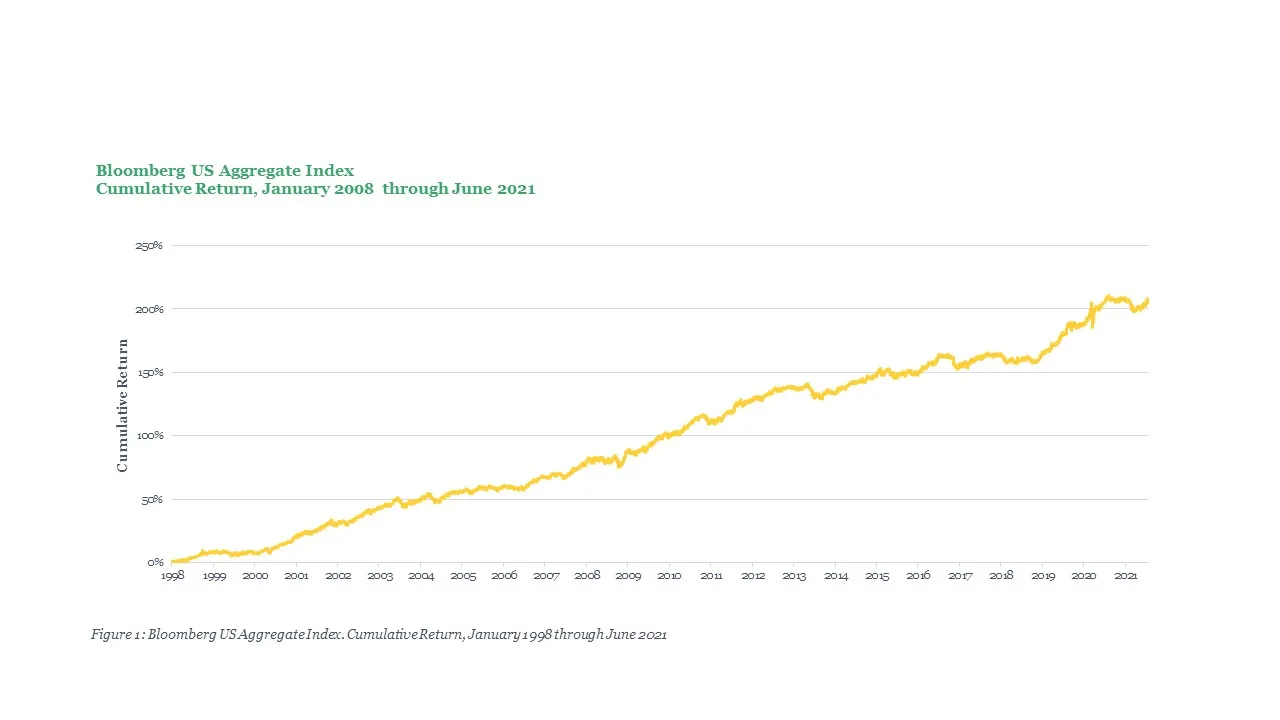 Bloomberg US Aggregate Index
Cumulative Return, January 2008 through June 2021
250%
200%
150%
100%
50%
0%
Cumulative Return
1998 1999 2000 2001 2002 2003 2004 2005 2006 2007 2008 2009 2010 2011 2012 2013 2014 2015 2016 2017 2018 2019 2020 2021
Figure 1: Bloomberg US Aggregate Index. Cumulative Return, January 1998 through June 2021